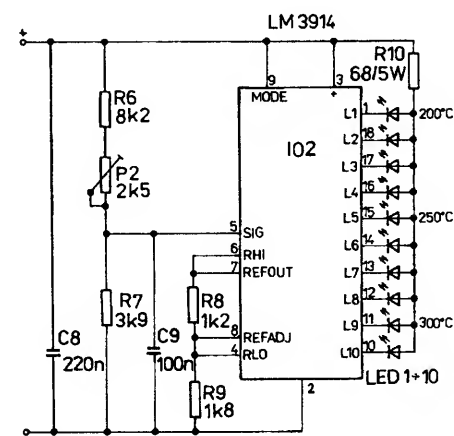 LM 3914
+
R10
68/5W
9
3
MODE
+
R6
8k2
L1 1 200°C
L2 18
IO2
L3 17
P2
2k5
L4 16
L5 15 250°C
5 SIG
L6 14
6 RHI
7 REFOUT
L7 13
R7
3k9
R8
1k2
L8 12
L9 11 300°C
8 REFADJ
4 RLO
L10 10
C8
220n
C9
100n
LED 1÷10
R9
1k8
2